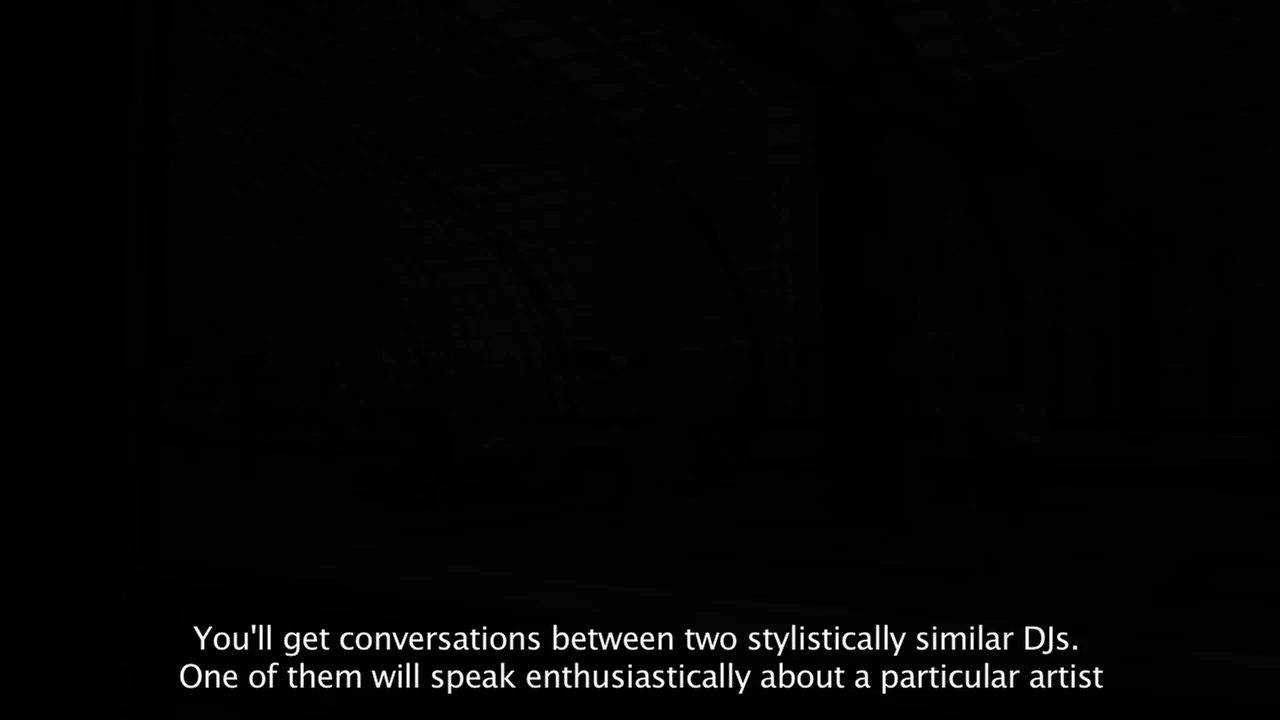 You'll get conversations between two stylistically similar DJs.
One of them will speak enthusiastically about a particular artist